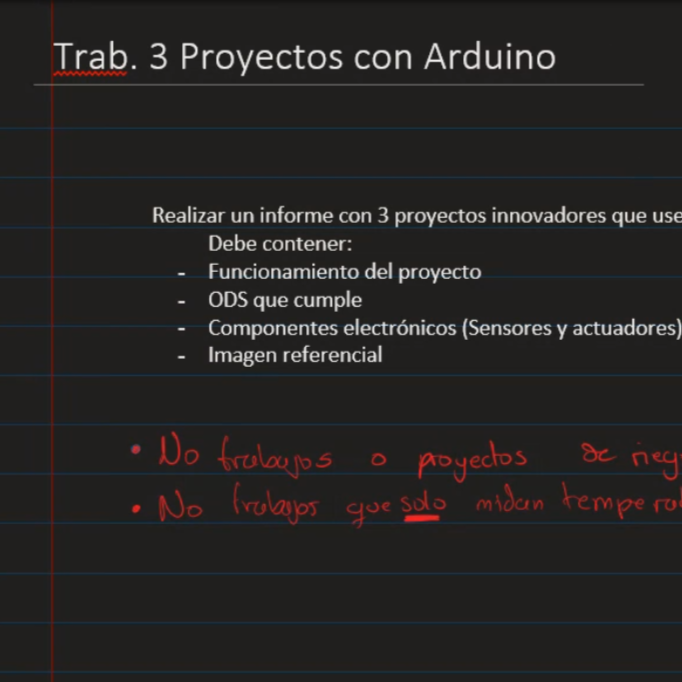 Trab. 3 Proyectos con Arduino
Realizar un informe con 3 proyectos innovadores que use
Debe contener:
- Funcionamiento del proyecto
- ODS que cumple
- Componentes electrónicos (Sensores y actuadores)
- Imagen referencial
• No trabajos o proyectos de rieg
• No trabajos que solo midan tempera